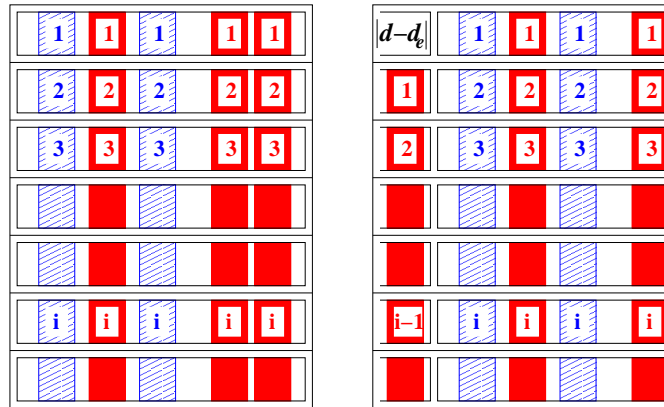 1 1 1 1 1 |d–dₑ| 1 1 1 1
2 2 2 2 2 1 2 2 2 2
3 3 3 3 3 2 3 3 3 3
i i i i i i–1 i i i i